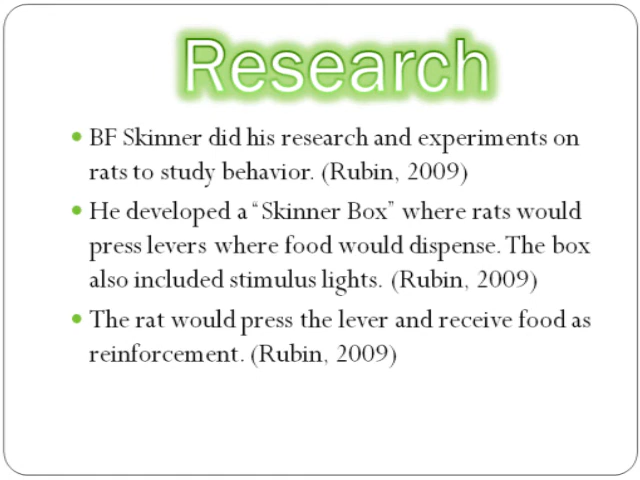 Research
• BF Skinner did his research and experiments on
rats to study behavior. (Rubin, 2009)
• He developed a “Skinner Box” where rats would
press levers where food would dispense. The box
also included stimulus lights. (Rubin, 2009)
• The rat would press the lever and receive food as
reinforcement. (Rubin, 2009)